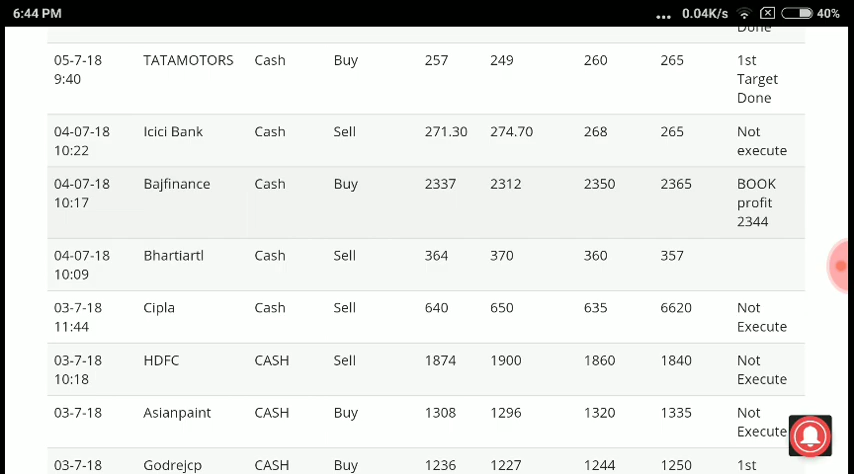 6:44 PM ... 0.04K/s 40%
Done
05-7-18 TATAMOTORS Cash Buy 257 249 260 265 1st
9:40 Target
Done
04-07-18 Icici Bank Cash Sell 271.30 274.70 268 265 Not
10:22 execute
04-07-18 Bajfinance Cash Buy 2337 2312 2350 2365 BOOK
10:17 profit
2344
04-07-18 Bhartiartl Cash Sell 364 370 360 357
10:09
03-7-18 Cipla Cash Sell 640 650 635 6620 Not
11:44 Execute
03-7-18 HDFC CASH Sell 1874 1900 1860 1840 Not
10:18 Execute
03-7-18 Asianpaint CASH Buy 1308 1296 1320 1335 Not
Execute
03-7-18 Godrejcp CASH Buy 1236 1227 1244 1250 1st